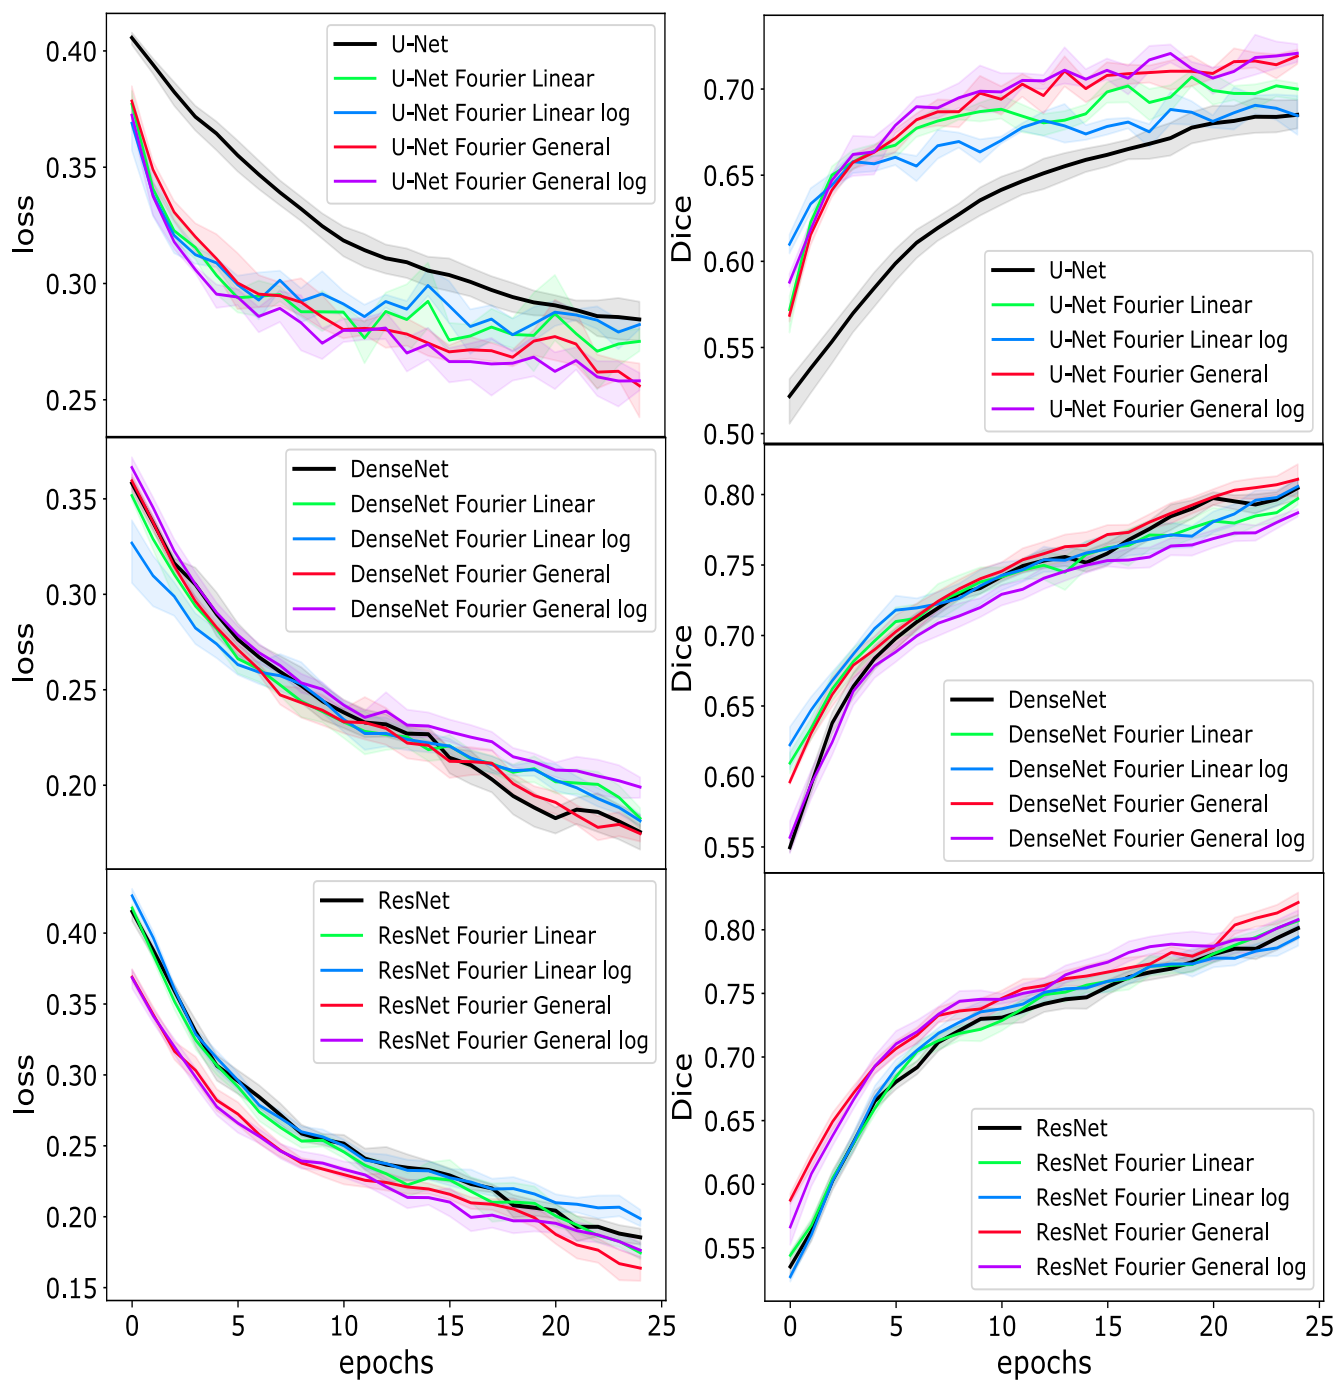 0.40
0.35
0.30
0.25
loss
U-Net
U-Net Fourier Linear
U-Net Fourier Linear log
U-Net Fourier General
U-Net Fourier General log
0.70
0.65
0.60
0.55
0.50
Dice
U-Net
U-Net Fourier Linear
U-Net Fourier Linear log
U-Net Fourier General
U-Net Fourier General log
0.35
0.30
0.25
0.20
loss
DenseNet
DenseNet Fourier Linear
DenseNet Fourier Linear log
DenseNet Fourier General
DenseNet Fourier General log
0.80
0.75
0.70
0.65
0.60
0.55
Dice
DenseNet
DenseNet Fourier Linear
DenseNet Fourier Linear log
DenseNet Fourier General
DenseNet Fourier General log
0.40
0.35
0.30
0.25
0.20
0.15
loss
ResNet
ResNet Fourier Linear
ResNet Fourier Linear log
ResNet Fourier General
ResNet Fourier General log
0 5 10 15 20 25
epochs
0.80
0.75
0.70
0.65
0.60
0.55
Dice
ResNet
ResNet Fourier Linear
ResNet Fourier Linear log
ResNet Fourier General
ResNet Fourier General log
0 5 10 15 20 25
epochs